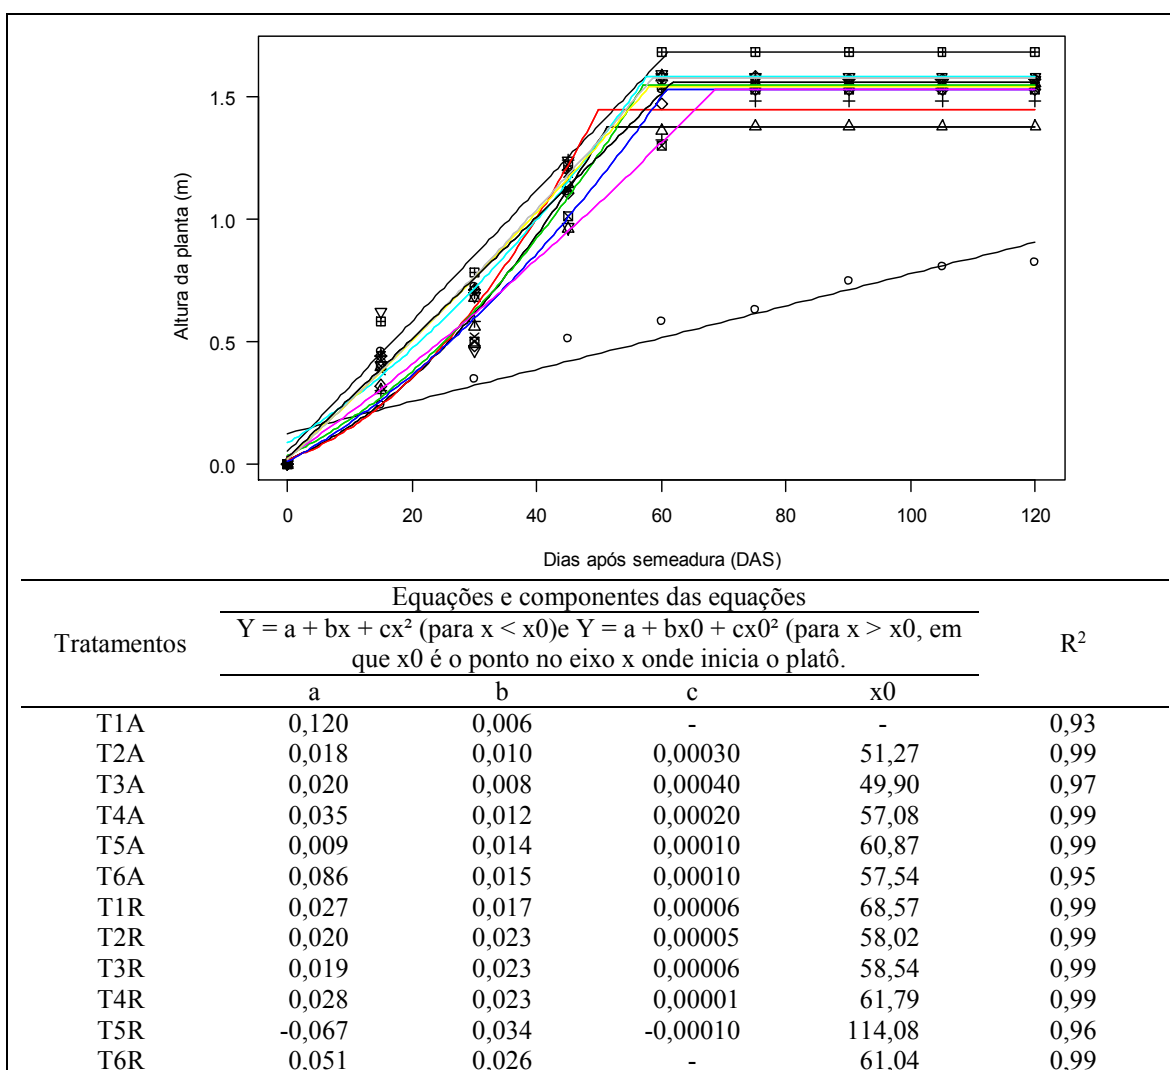 1.5
1.0
0.5
0.0
Altura da planta (m)
0 20 40 60 80 100 120
Dias após semeadura (DAS)
Tratamentos
Equações e componentes das equações
Y = a + bx + cx² (para x < x0)e Y = a + bx0 + cx0² (para x > x0, em
que x0 é o ponto no eixo x onde inicia o platô.
R²
a b c x0
T1A 0,120 0,006 - - 0,93
T2A 0,018 0,010 0,00030 51,27 0,99
T3A 0,020 0,008 0,00040 49,90 0,97
T4A 0,035 0,012 0,00020 57,08 0,99
T5A 0,009 0,014 0,00010 60,87 0,99
T6A 0,086 0,015 0,00010 57,54 0,95
T1R 0,027 0,017 0,00006 68,57 0,99
T2R 0,020 0,023 0,00005 58,02 0,99
T3R 0,019 0,023 0,00006 58,54 0,99
T4R 0,028 0,023 0,00001 61,79 0,99
T5R -0,067 0,034 -0,00010 114,08 0,96
T6R 0,051 0,026 - 61,04 0,99